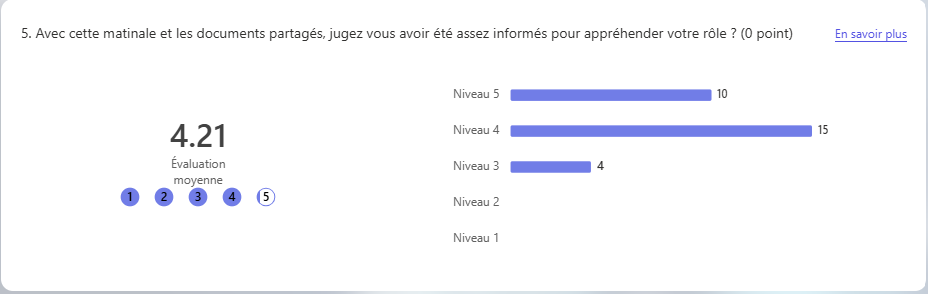 5. Avec cette matinale et les documents partagés, jugez vous avoir été assez informés pour appréhender votre rôle ? (0 point)
En savoir plus
4.21
Évaluation
moyenne
1 2 3 4 5
Niveau 5 10
Niveau 4 15
Niveau 3 4
Niveau 2
Niveau 1